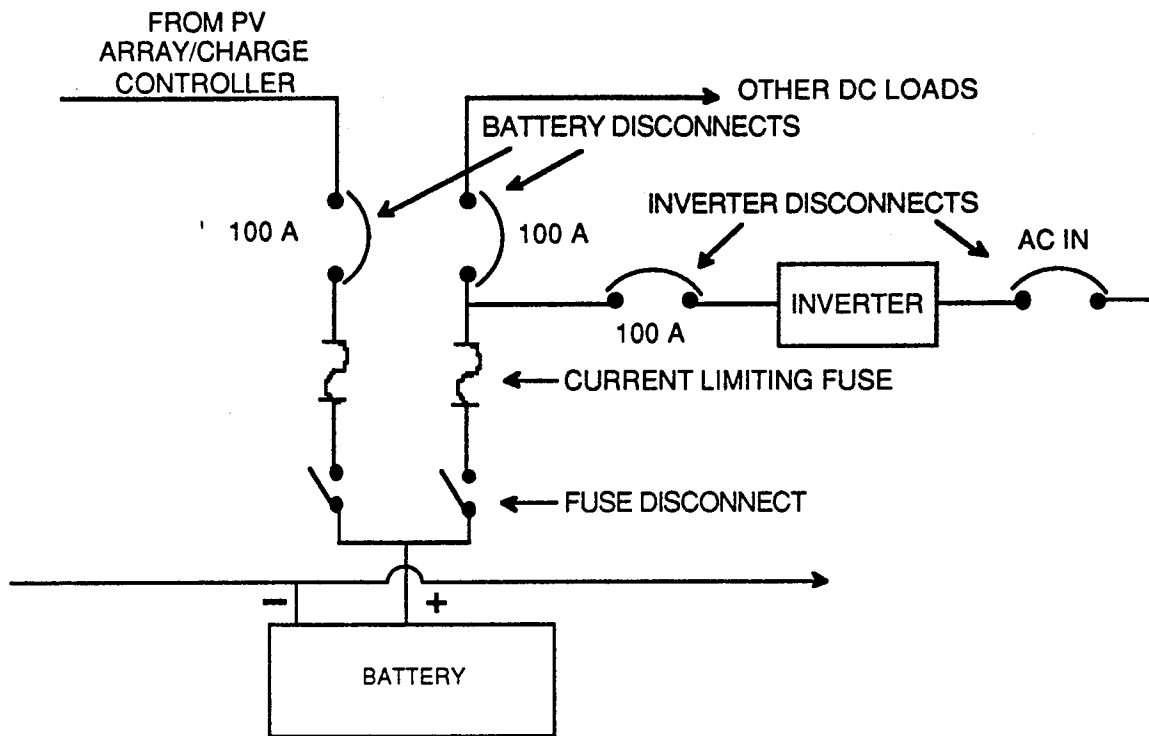 FROM PV
ARRAY/CHARGE
CONTROLLER
OTHER DC LOADS
BATTERY DISCONNECTS
INVERTER DISCONNECTS
100 A
100 A
AC IN
INVERTER
100 A
CURRENT LIMITING FUSE
FUSE DISCONNECT
− +
BATTERY